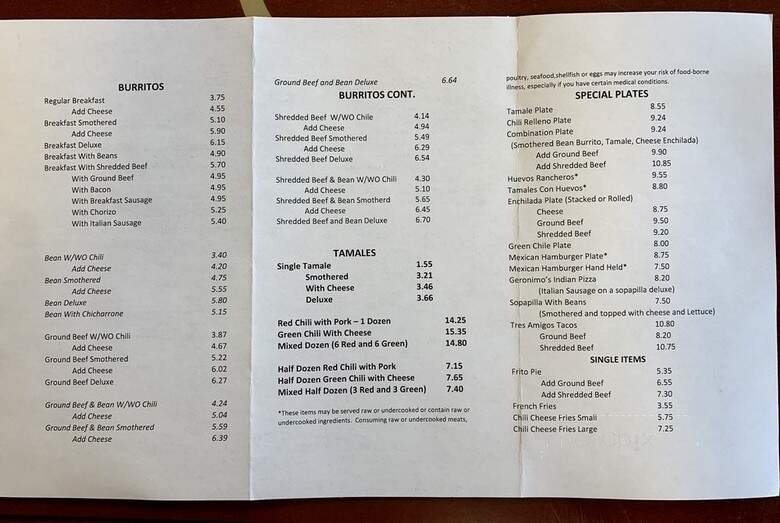 BURRITOS
Regular Breakfast 3.75
Add Cheese 4.55
Breakfast Smothered 5.10
Add Cheese 5.90
Breakfast Deluxe 6.15
Breakfast With Beans 4.90
Breakfast With Shredded Beef 5.70
With Ground Beef 4.95
With Bacon 4.95
With Breakfast Sausage 4.95
With Chorizo 5.25
With Italian Sausage 5.40
Bean W/WO Chili 3.40
Add Cheese 4.20
Bean Smothered 4.75
Add Cheese 5.55
Bean Deluxe 5.80
Bean With Chicharrone 5.15
Ground Beef W/WO Chili 3.87
Add Cheese 4.67
Ground Beef Smothered 5.22
Add Cheese 6.02
Ground Beef Deluxe 6.27
Ground Beef & Bean W/WO Chili 4.24
Add Cheese 5.04
Ground Beef & Bean Smothered 5.59
Add Cheese 6.39
Ground Beef and Bean Deluxe 6.64
BURRITOS CONT.
Shredded Beef W/WO Chile 4.14
Add Cheese 4.94
Shredded Beef Smothered 5.49
Add Cheese 6.29
Shredded Beef Deluxe 6.54
Shredded Beef & Bean W/WO Chili 4.30
Add Cheese 5.10
Shredded Beef & Bean Smotherd 5.65
Add Cheese 6.45
Shredded Beef and Bean Deluxe 6.70
TAMALES
Single Tamale 1.55
Smothered 3.21
With Cheese 3.46
Deluxe 3.66
Red Chili with Pork – 1 Dozen 14.25
Green Chili With Cheese 15.35
Mixed Dozen (6 Red and 6 Green) 14.80
Half Dozen Red Chili with Pork 7.15
Half Dozen Green Chili with Cheese 7.65
Mixed Half Dozen (3 Red and 3 Green) 7.40
*These items may be served raw or undercooked or contain raw or
undercooked ingredients. Consuming raw or undercooked meats,
poultry, seafood,shellfish or eggs may increase your risk of food-borne
illness, especially if you have certain medical conditions.
SPECIAL PLATES
Tamale Plate 8.55
Chili Relleno Plate 9.24
Combination Plate 9.24
(Smothered Bean Burrito, Tamale, Cheese Enchilada)
Add Ground Beef 9.90
Add Shredded Beef 10.85
Huevos Rancheros* 9.55
Tamales Con Huevos* 8.80
Enchilada Plate (Stacked or Rolled)
Cheese 8.75
Ground Beef 9.50
Shredded Beef 9.20
Green Chile Plate 8.00
Mexican Hamburger Plate* 8.75
Mexican Hamburger Hand Held* 7.50
Geronimo's Indian Pizza 8.20
(Italian Sausage on a sopapilla deluxe)
Sopapilla With Beans 7.50
(Smothered and topped with cheese and Lettuce)
Tres Amigos Tacos 10.80
Ground Beef 8.20
Shredded Beef 10.75
SINGLE ITEMS
Frito Pie 5.35
Add Ground Beef 6.55
Add Shredded Beef 7.30
French Fries 3.55
Chili Cheese Fries Small 5.75
Chili Cheese Fries Large 7.25